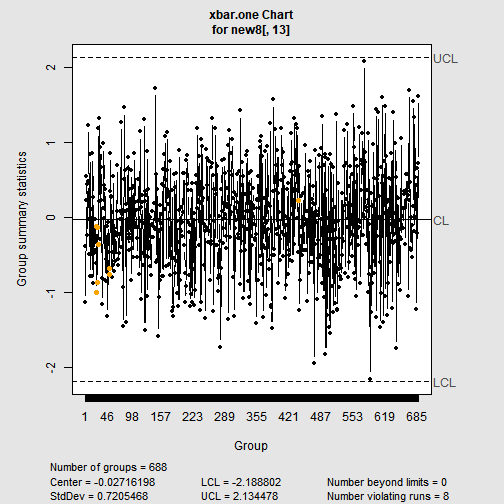 xbar.one Chart
for new8[, 13]
Group summary statistics
2
1
0
-1
-2
UCL
CL
LCL
1 46 98 157 223 289 355 421 487 553 619 685
Group
Number of groups = 688
Center = -0.02716198 LCL = -2.188802 Number beyond limits = 0
StdDev = 0.7205468 UCL = 2.134478 Number violating runs = 8